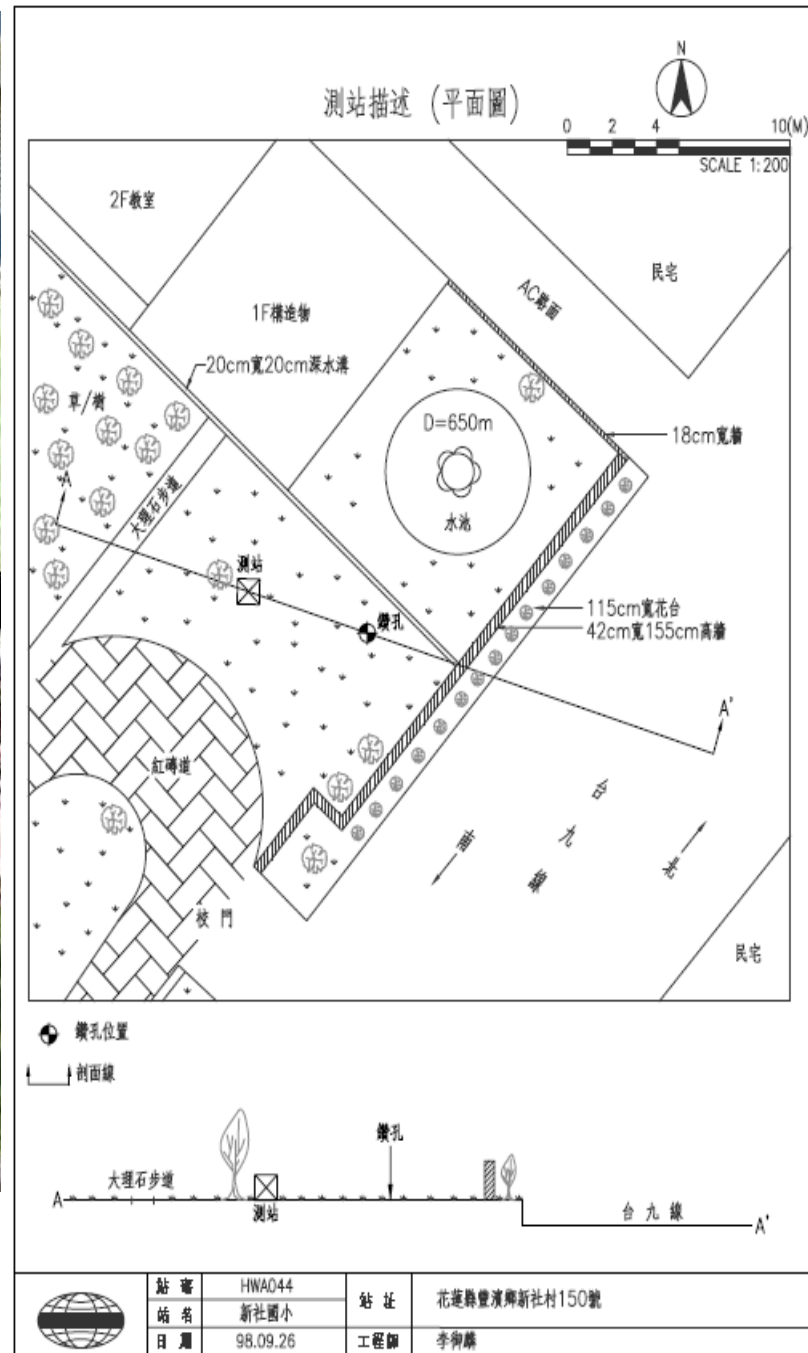 N
測站描述 (平面圖)
0 2 4 10(M)
SCALE 1:200
2F教室
民宅
AC路面
1F構造物
20cm寬20cm深水溝
草/樹
D=650m
18cm寬牆
A
大理石步道
測站
水池
鑽孔
115cm寬花台
42cm寬155cm高牆
A'
紅磚道
台九線
南
北
校門
民宅
鑽孔位置
剖面線
鑽孔
大理石步道
A
測站
台九線
A'
站碼 HWA044 站址 花蓮縣豐濱鄉新社村150號
站名 新社國小
日期 98.09.26 工程師 李御麟